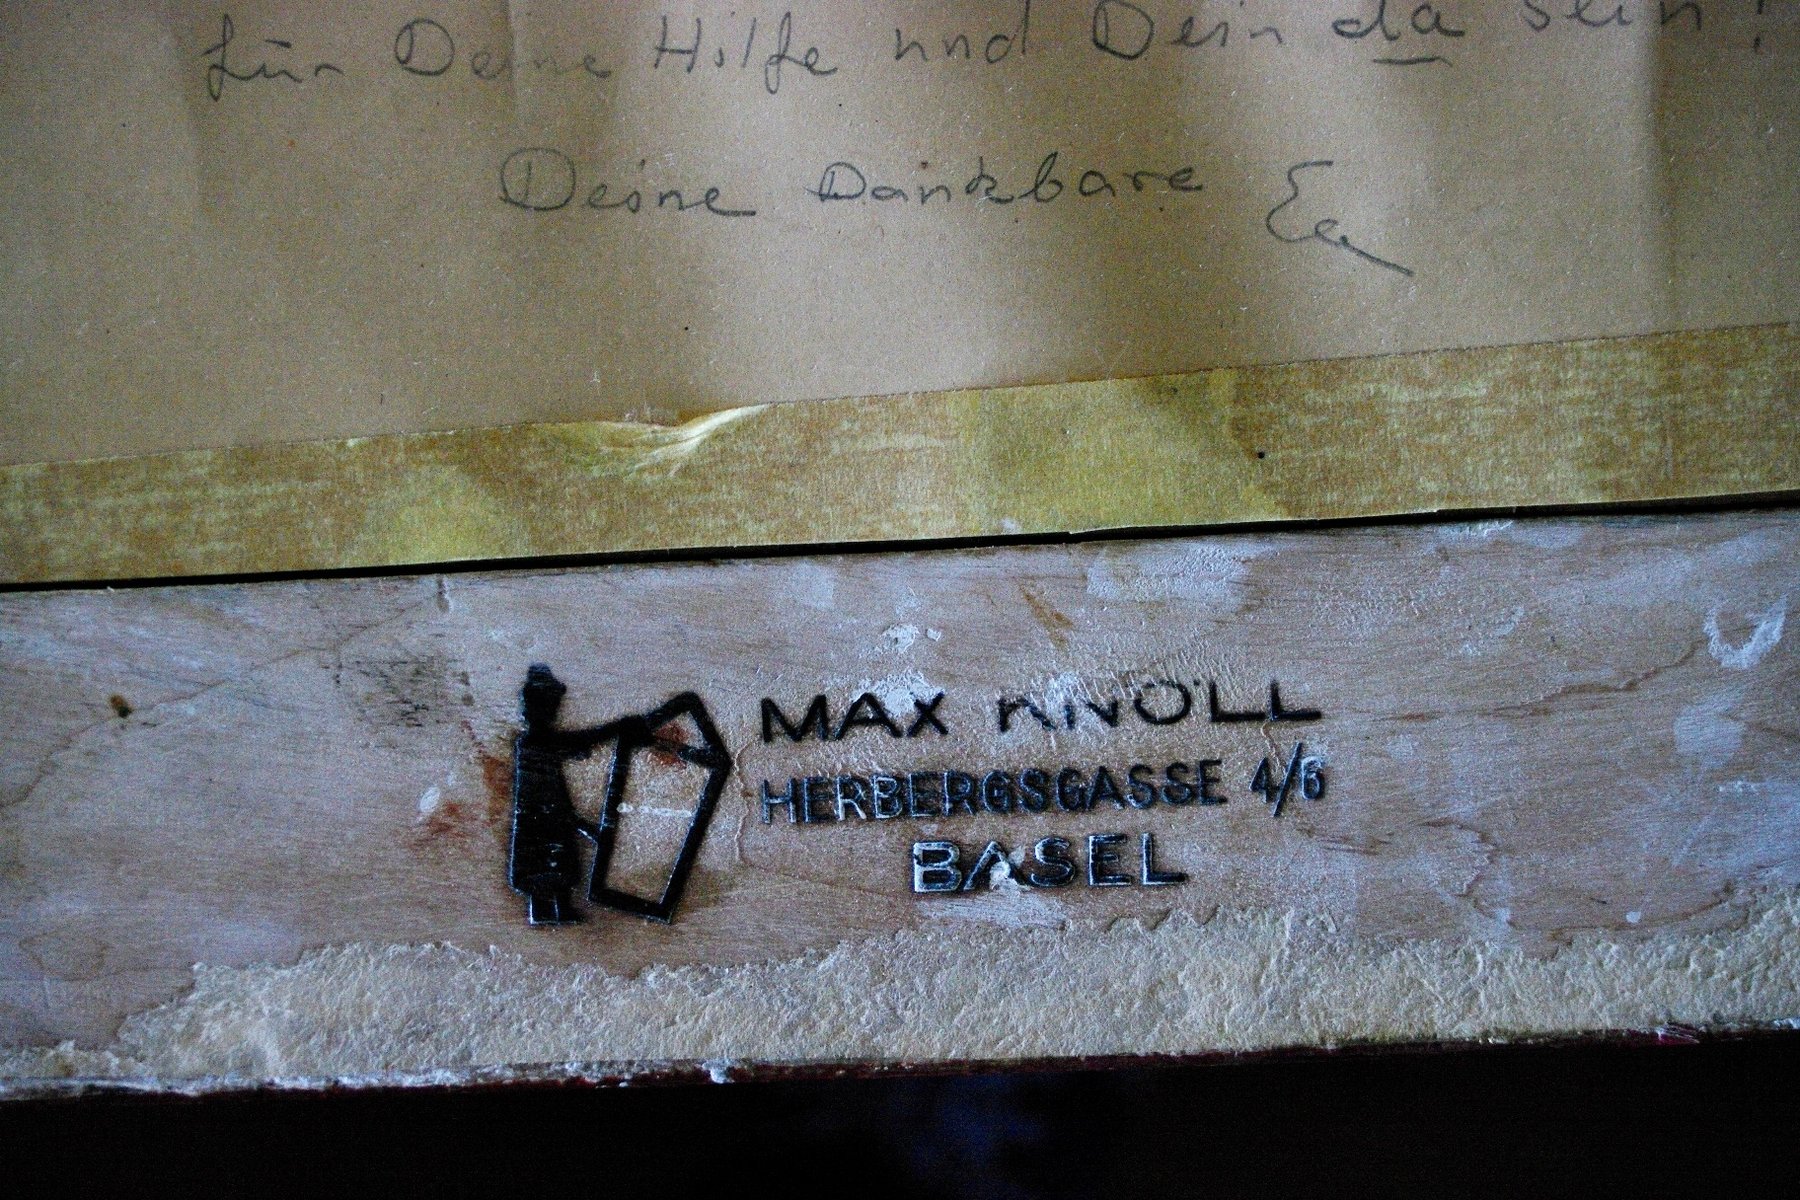 für Deine Hilfe und Dein da sein!
Deine Dankbare
MAX KNÖLL
HERBERGSGASSE 4/6
BASEL